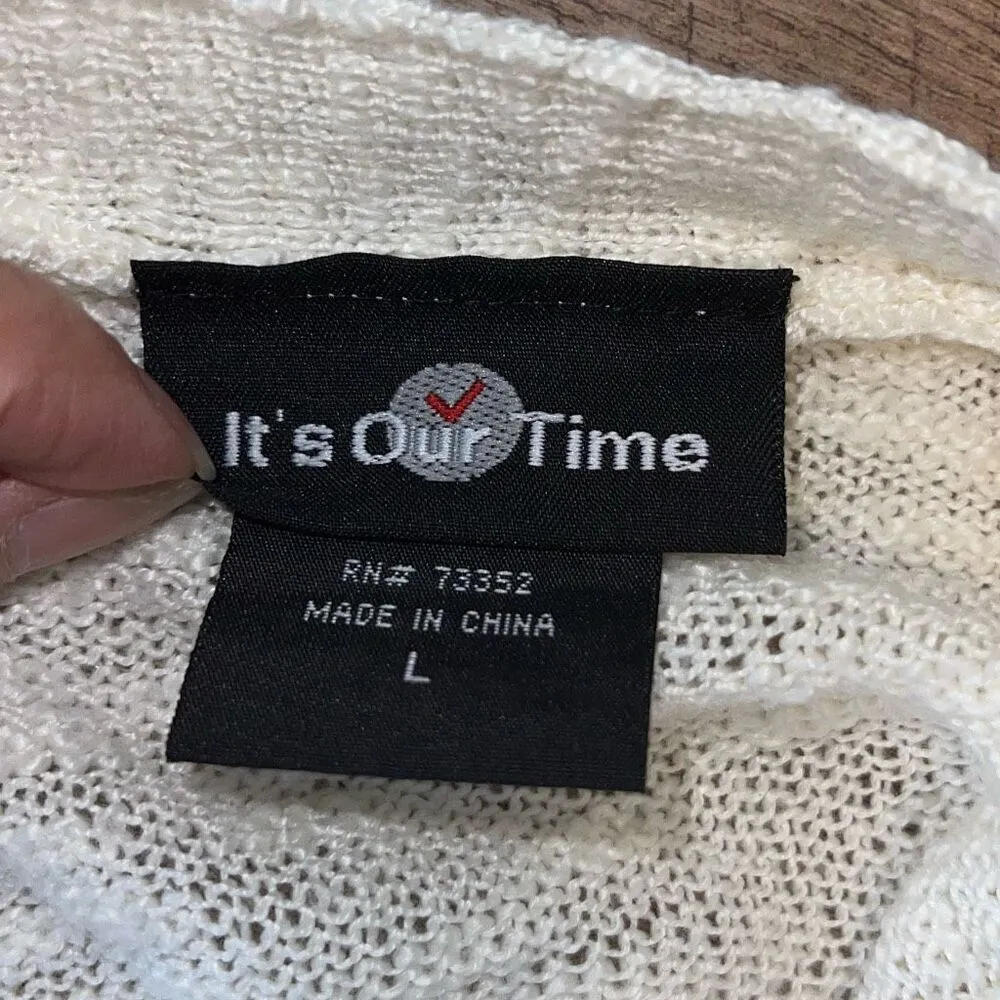 It's Our Time
RN# 73352
MADE IN CHINA
L